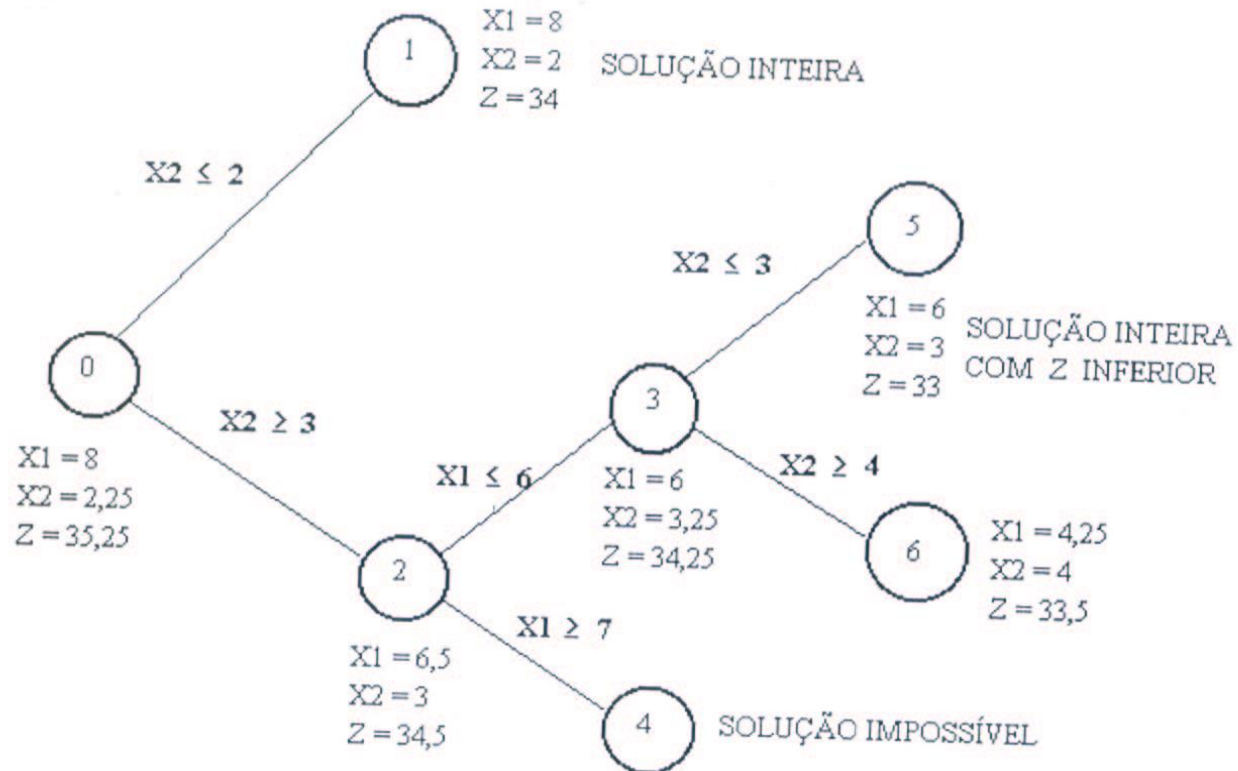 1
X1 = 8
X2 = 2
Z = 34
SOLUÇÃO INTEIRA
X2 ≤ 2
0
X1 = 8
X2 = 2,25
Z = 35,25
X2 ≥ 3
2
X1 = 6,5
X2 = 3
Z = 34,5
X1 ≤ 6
3
X1 = 6
X2 = 3,25
Z = 34,25
X1 ≥ 7
4
SOLUÇÃO IMPOSSÍVEL
X2 ≤ 3
5
X1 = 6
X2 = 3
Z = 33
SOLUÇÃO INTEIRA
COM Z INFERIOR
X2 ≥ 4
6
X1 = 4,25
X2 = 4
Z = 33,5